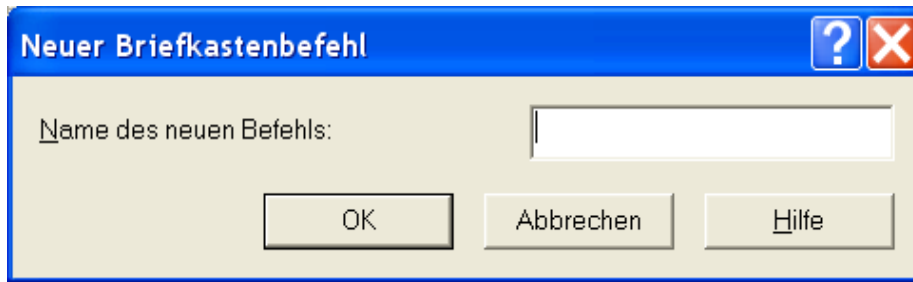 Neuer Briefkastenbefehl
Name des neuen Befehls:
OK Abbrechen Hilfe